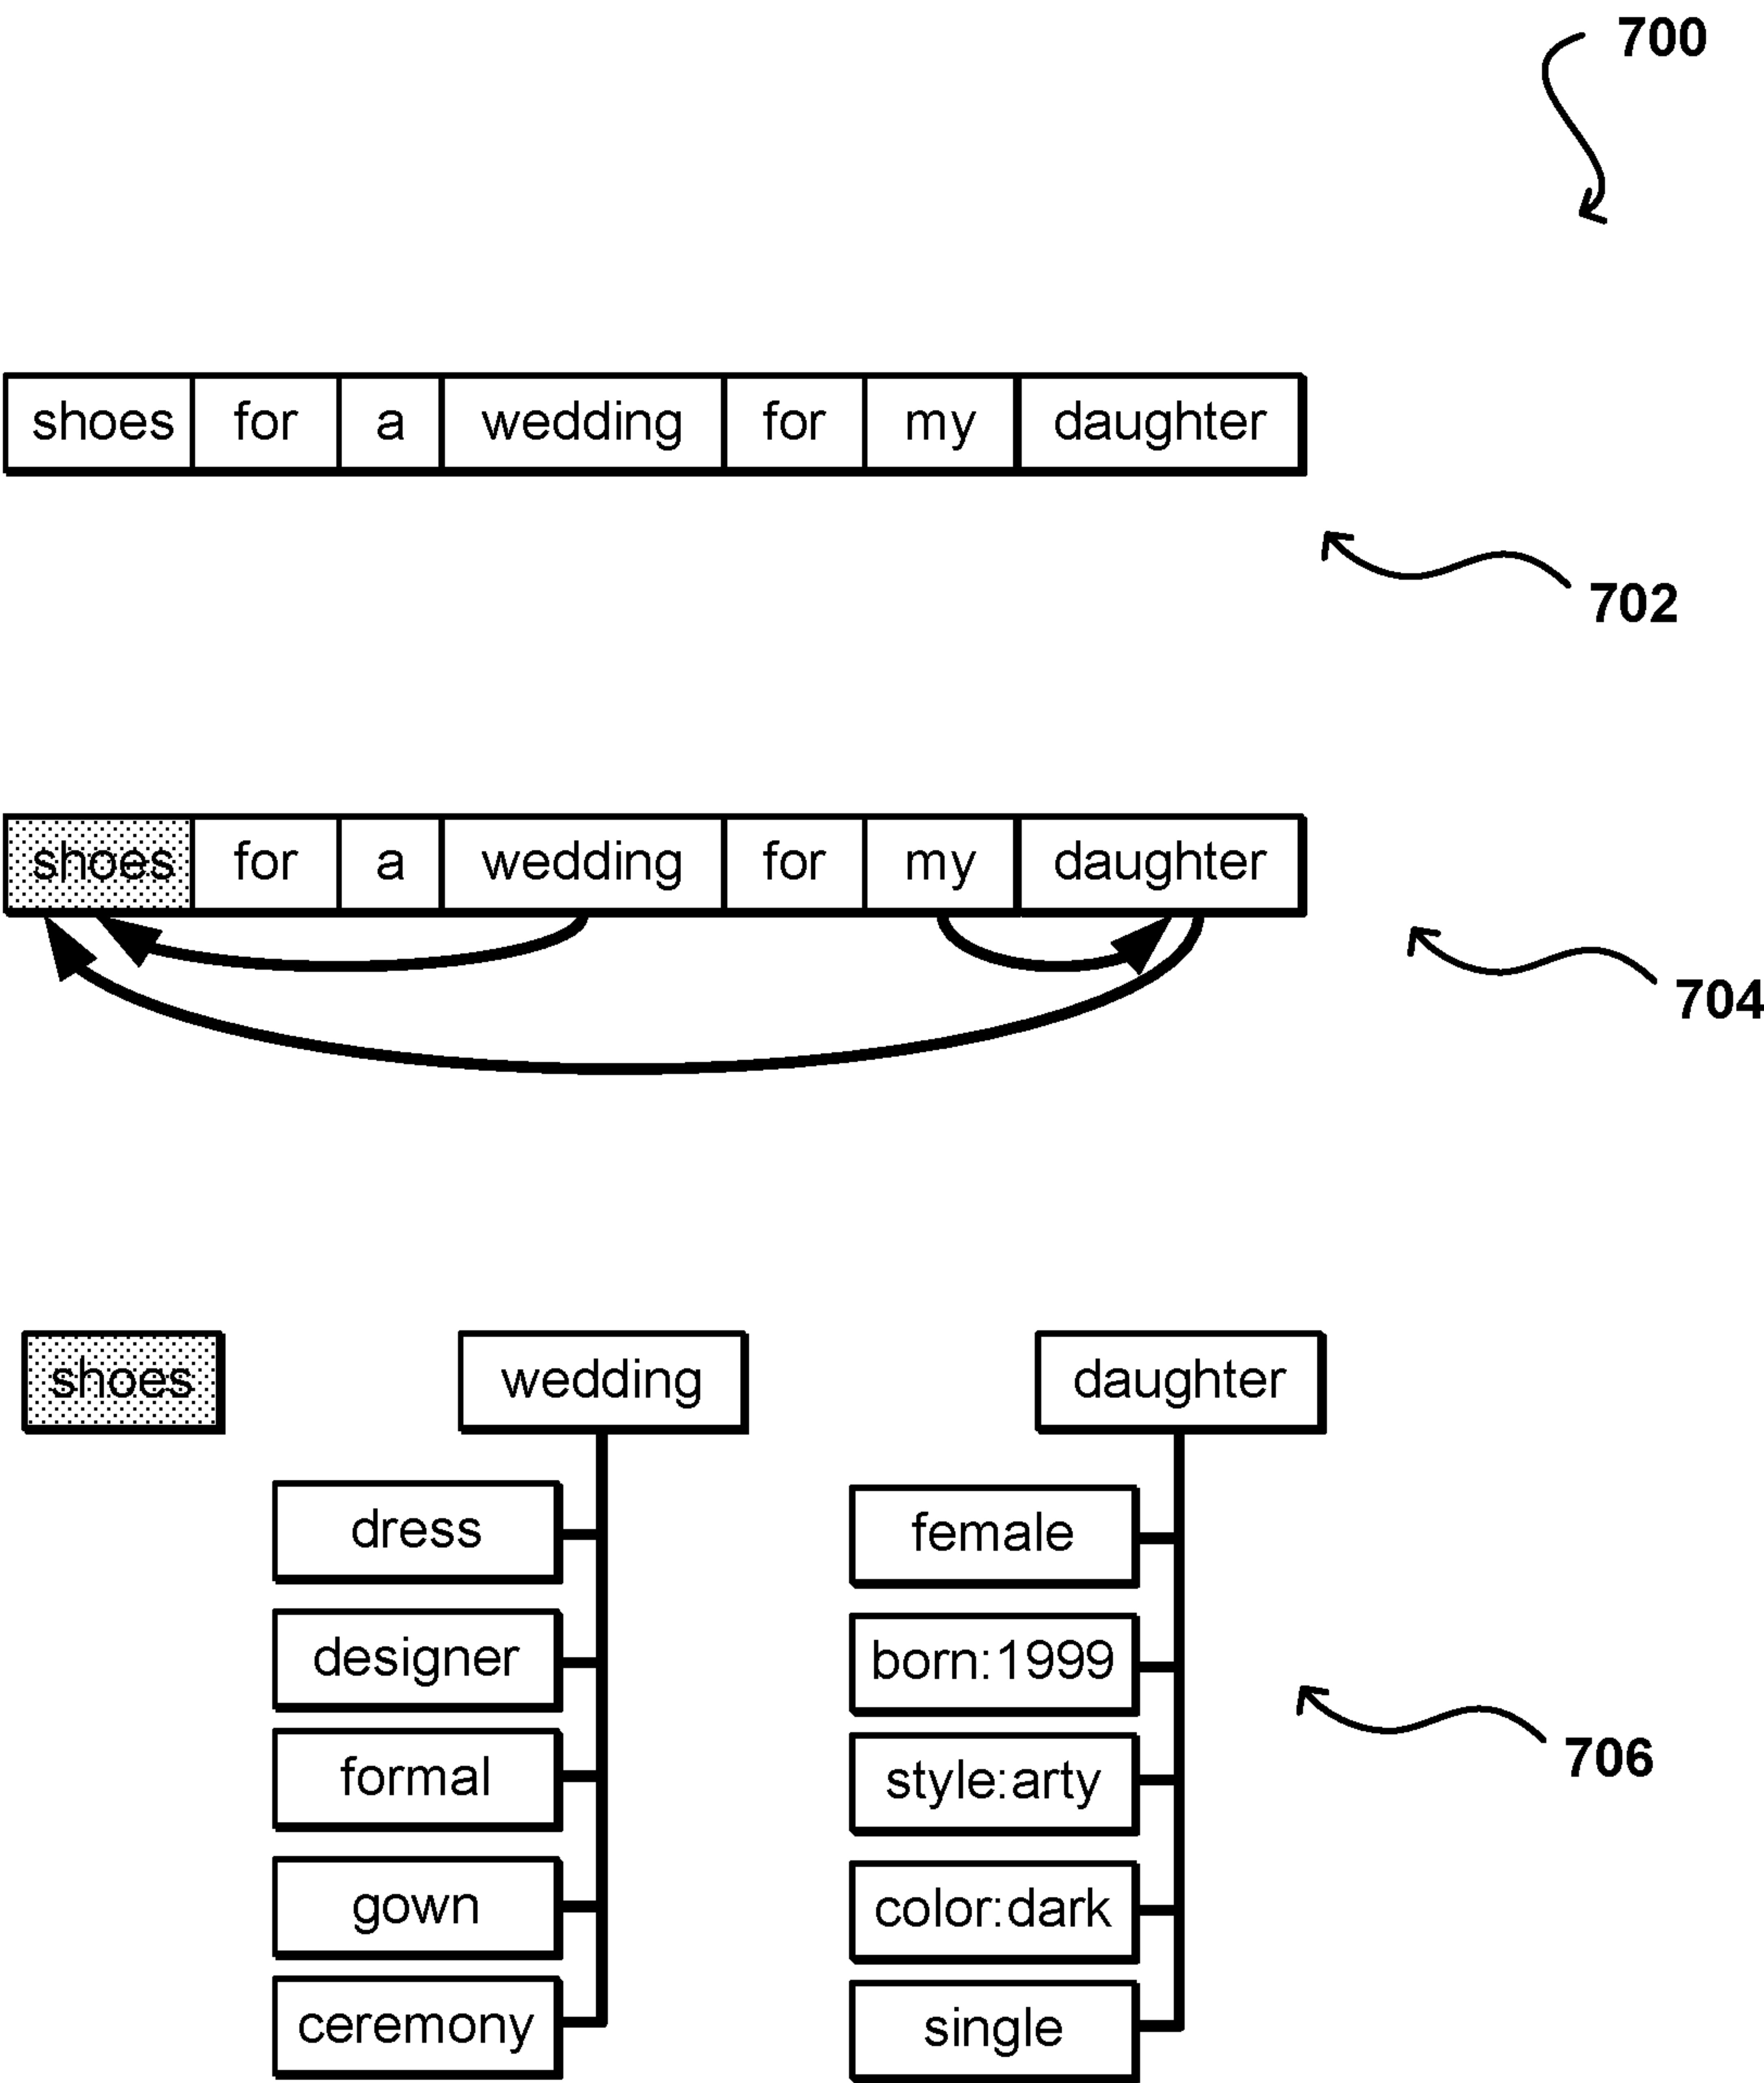 700
shoes for a wedding for my daughter
702
shoes for a wedding for my daughter
704
shoes wedding daughter
dress female
designer born:1999
706
formal style:arty
gown color:dark
ceremony single